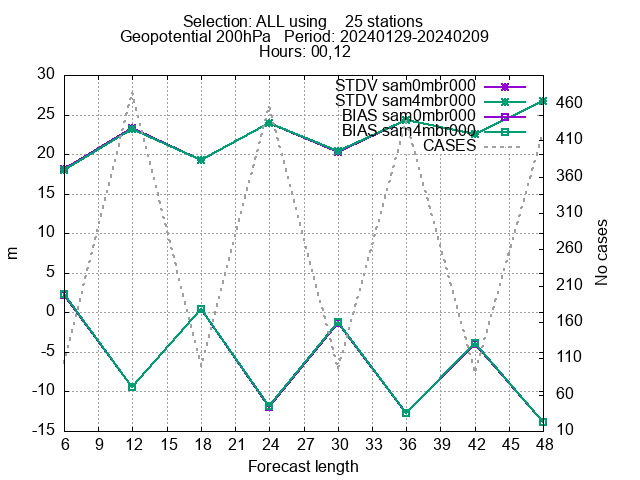 Selection: ALL using    25 stations
Geopotential 200hPa   Period: 20240129-20240209
Hours: 00,12
STDV sam0mbr000
STDV sam4mbr000
BIAS sam0mbr000
BIAS sam4mbr000
CASES
30
25
20
15
10
5
0
-5
-10
-15
m
460
410
360
310
260
210
160
110
60
10
No cases
6 9 12 15 18 21 24 27 30 33 36 39 42 45 48
Forecast length